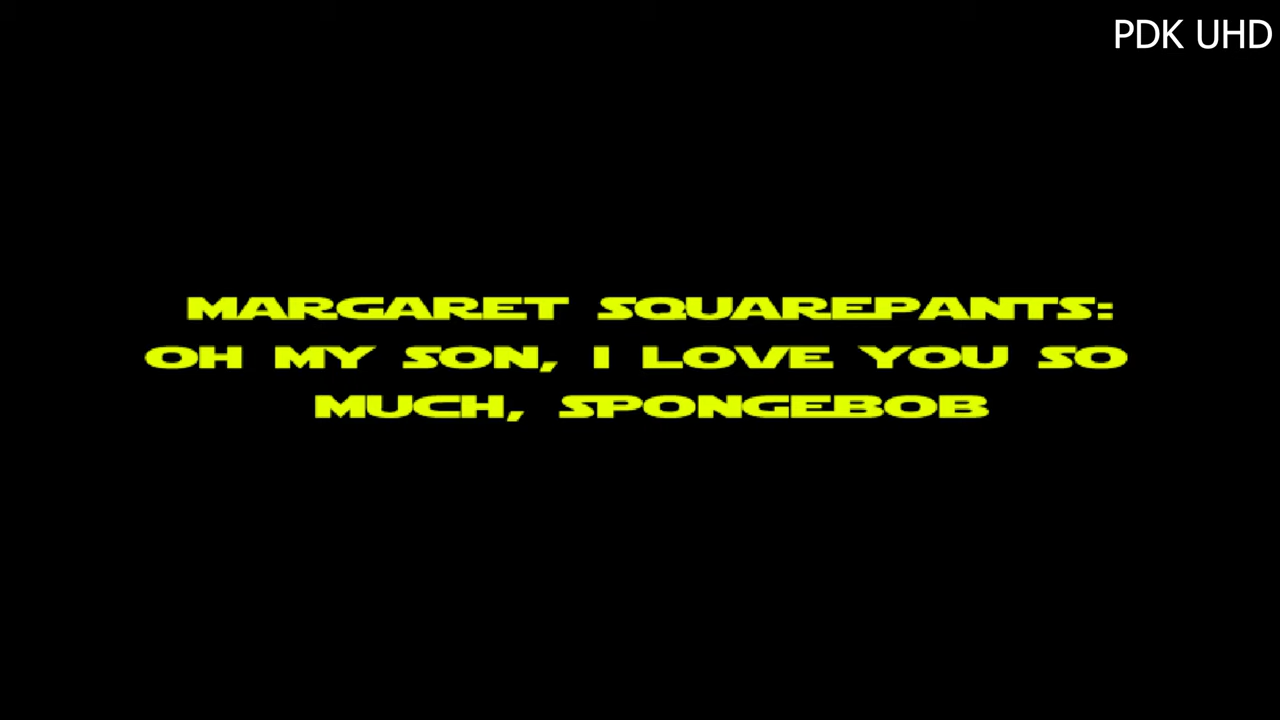 PDK UHD
MARGARET SQUAREPANTS:
OH MY SON, I LOVE YOU SO
MUCH, SPONGEBOB